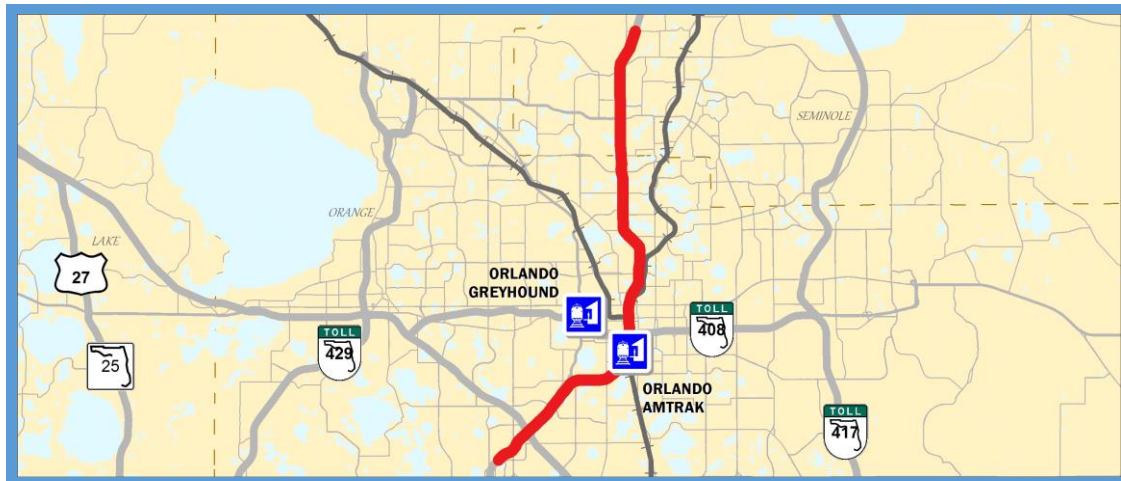 SEMINOLE
ORANGE
LAKE
27
ORLANDO
GREYHOUND
TOLL
408
TOLL
429
25
ORLANDO
AMTRAK
TOLL
417